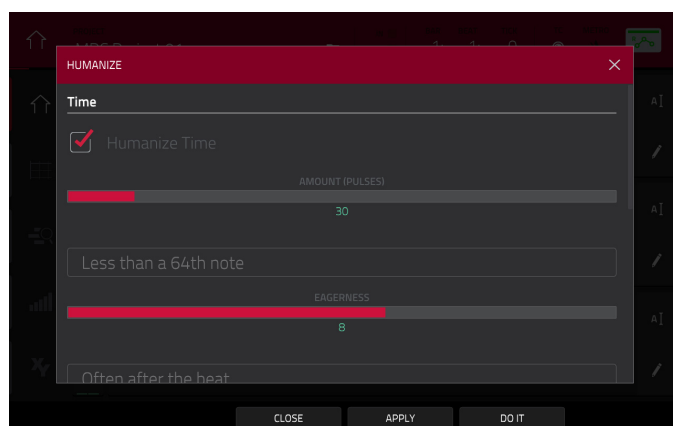 HUMANIZE
Time
Humanize Time
AMOUNT (PULSES)
30
Less than a 64th note
EAGERNESS
8
Often after the beat
CLOSE APPLY DO IT